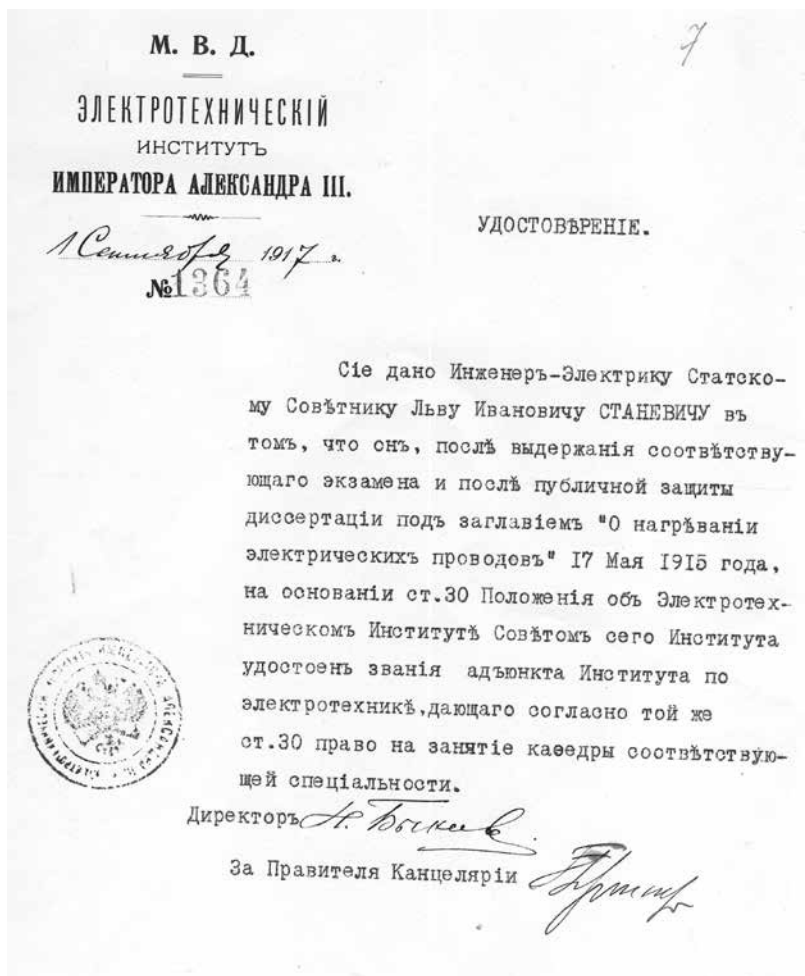 7
М. В. Д.
ЭЛЕКТРОТЕХНИЧЕСКІЙ
ИНСТИТУТЪ
ИМПЕРАТОРА АЛЕКСАНДРА III.
1 Сентября 1917 г.
№1364
УДОСТОВѢРЕНІЕ.
Сіе дано Инженеръ-Электрику Статско-
му Совѣтнику Льву Ивановичу СТАНЕВИЧУ въ
томъ, что онъ, послѣ выдержанія соотвѣтству-
ющаго экзамена и послѣ публичной защиты
диссертаціи подъ заглавіемъ "О нагрѣваніи
электрическихъ проводовъ" I7 Мая I9I5 года,
на основаніи ст.30 Положенія объ Электротех-
ническомъ Институтѣ Совѣтомъ сего Института
удостоенъ званія адъюнкта Института по
электротехникѣ,дающаго согласно той же
ст.30 право на занятіе каѳедры соотвѣтствую-
щей спеціальности.
Директоръ Н. Быков
За Правителя Канцеляріи